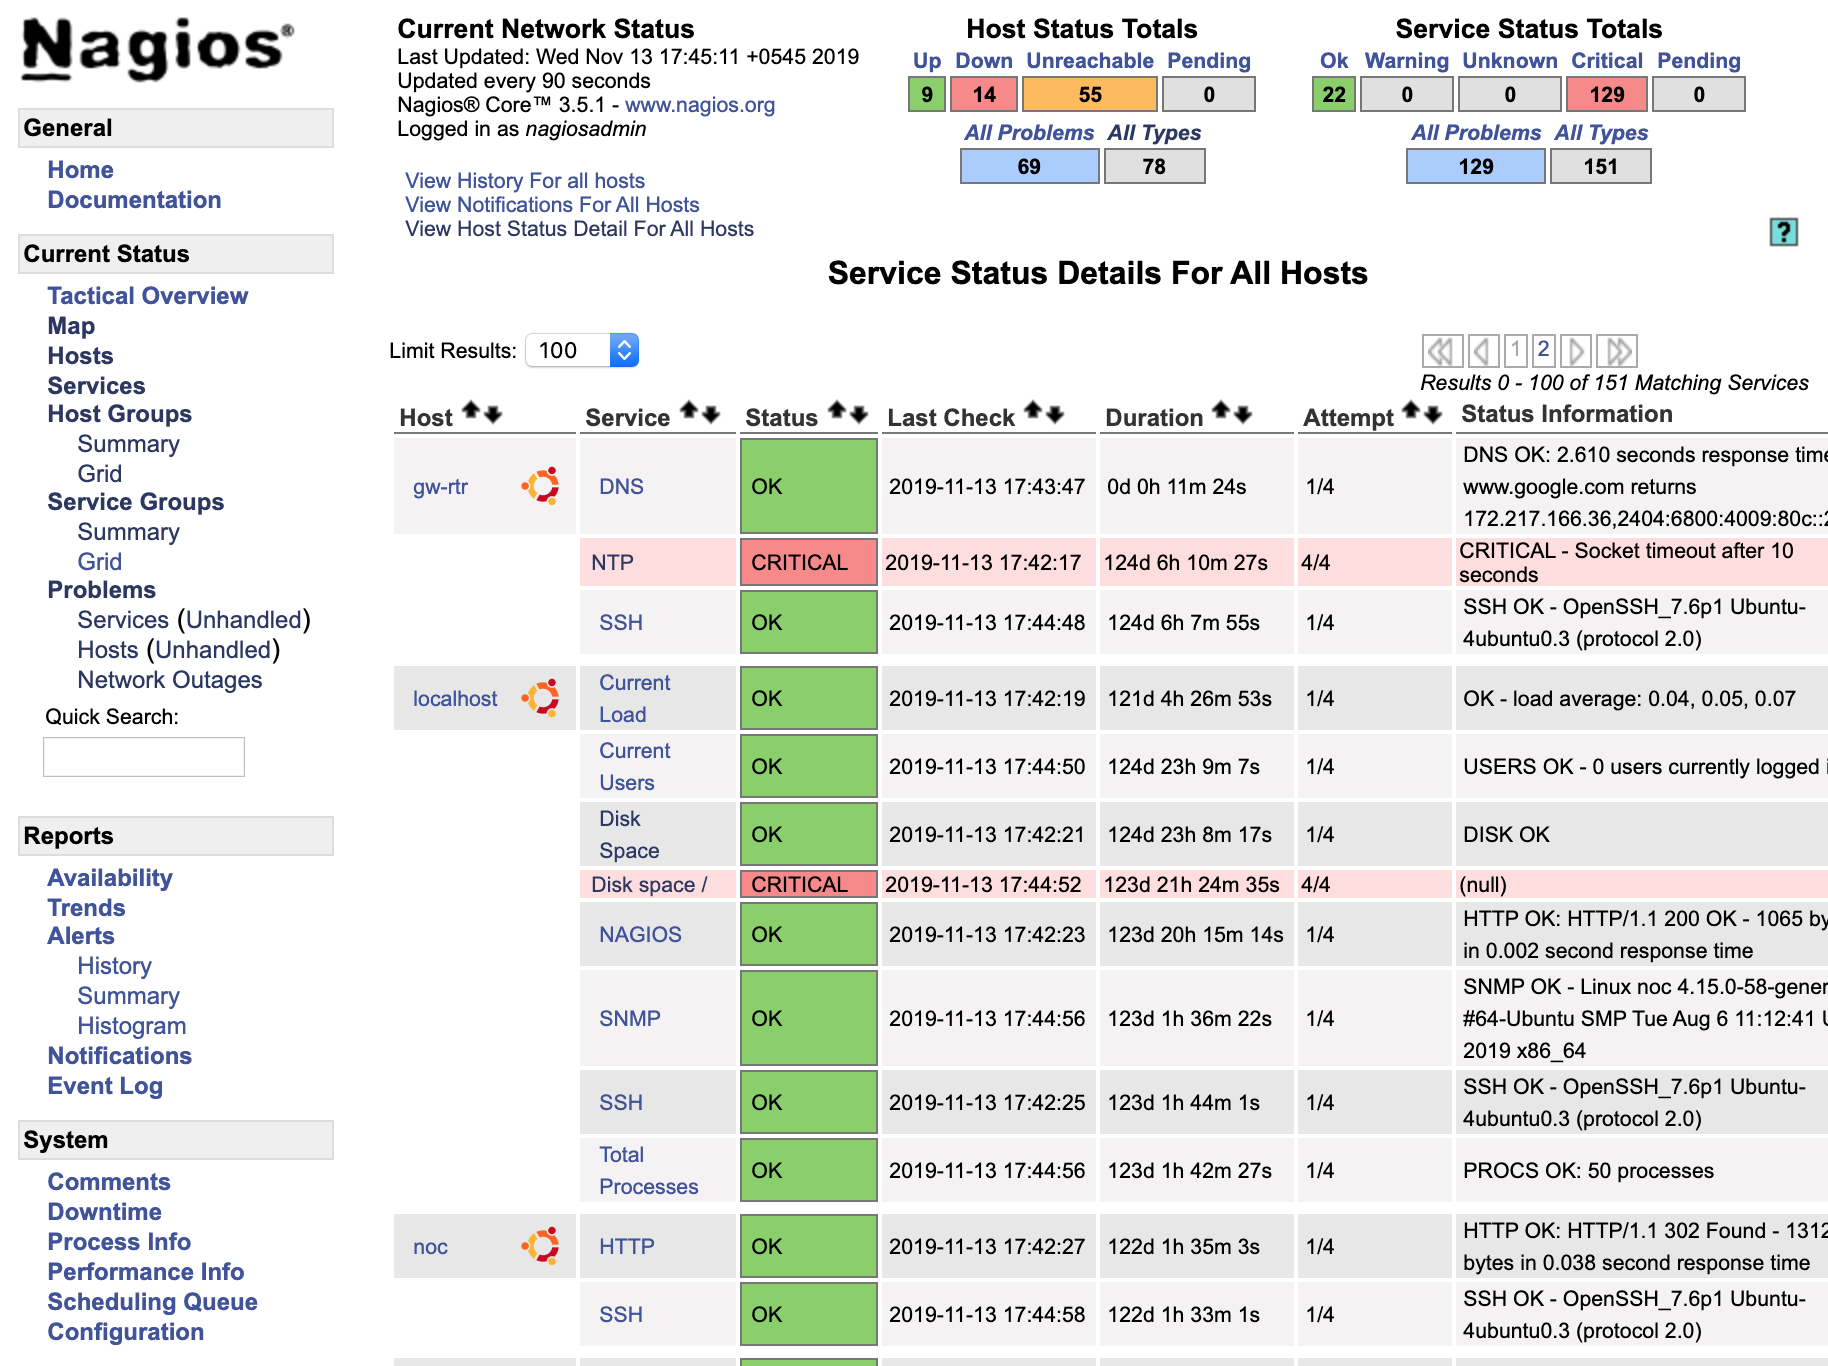 Nagios®
General
Home
Documentation
Current Status
Tactical Overview
Map
Hosts
Services
Host Groups
Summary
Grid
Service Groups
Summary
Grid
Problems
Services (Unhandled)
Hosts (Unhandled)
Network Outages
Quick Search:
Reports
Availability
Trends
Alerts
History
Summary
Histogram
Notifications
Event Log
System
Comments
Downtime
Process Info
Performance Info
Scheduling Queue
Configuration
Current Network Status
Last Updated: Wed Nov 13 17:45:11 +0545 2019
Updated every 90 seconds
Nagios® Core™ 3.5.1 - www.nagios.org
Logged in as nagiosadmin
View History For all hosts
View Notifications For All Hosts
View Host Status Detail For All Hosts
Host Status Totals
Up Down Unreachable Pending
9 14 55 0
All Problems All Types
69 78
Service Status Totals
Ok Warning Unknown Critical Pending
22 0 0 129 0
All Problems All Types
129 151
?
Service Status Details For All Hosts
Limit Results: 100
1 2
Results 0 - 100 of 151 Matching Services
Host Service Status Last Check Duration Attempt Status Information
gw-rtr DNS OK 2019-11-13 17:43:47 0d 0h 11m 24s 1/4 DNS OK: 2.610 seconds response time
www.google.com returns
172.217.166.36,2404:6800:4009:80c::2
NTP CRITICAL 2019-11-13 17:42:17 124d 6h 10m 27s 4/4 CRITICAL - Socket timeout after 10
seconds
SSH OK 2019-11-13 17:44:48 124d 6h 7m 55s 1/4 SSH OK - OpenSSH_7.6p1 Ubuntu-
4ubuntu0.3 (protocol 2.0)
localhost Current Load OK 2019-11-13 17:42:19 121d 4h 26m 53s 1/4 OK - load average: 0.04, 0.05, 0.07
Current Users OK 2019-11-13 17:44:50 124d 23h 9m 7s 1/4 USERS OK - 0 users currently logged
Disk Space OK 2019-11-13 17:42:21 124d 23h 8m 17s 1/4 DISK OK
Disk space / CRITICAL 2019-11-13 17:44:52 123d 21h 24m 35s 4/4 (null)
NAGIOS OK 2019-11-13 17:42:23 123d 20h 15m 14s 1/4 HTTP OK: HTTP/1.1 200 OK - 1065 by
in 0.002 second response time
SNMP OK 2019-11-13 17:44:56 123d 1h 36m 22s 1/4 SNMP OK - Linux noc 4.15.0-58-gener
#64-Ubuntu SMP Tue Aug 6 11:12:41 U
2019 x86_64
SSH OK 2019-11-13 17:42:25 123d 1h 44m 1s 1/4 SSH OK - OpenSSH_7.6p1 Ubuntu-
4ubuntu0.3 (protocol 2.0)
Total Processes OK 2019-11-13 17:44:56 123d 1h 42m 27s 1/4 PROCS OK: 50 processes
noc HTTP OK 2019-11-13 17:42:27 122d 1h 35m 3s 1/4 HTTP OK: HTTP/1.1 302 Found - 1312
bytes in 0.038 second response time
SSH OK 2019-11-13 17:44:58 122d 1h 33m 1s 1/4 SSH OK - OpenSSH_7.6p1 Ubuntu-
4ubuntu0.3 (protocol 2.0)